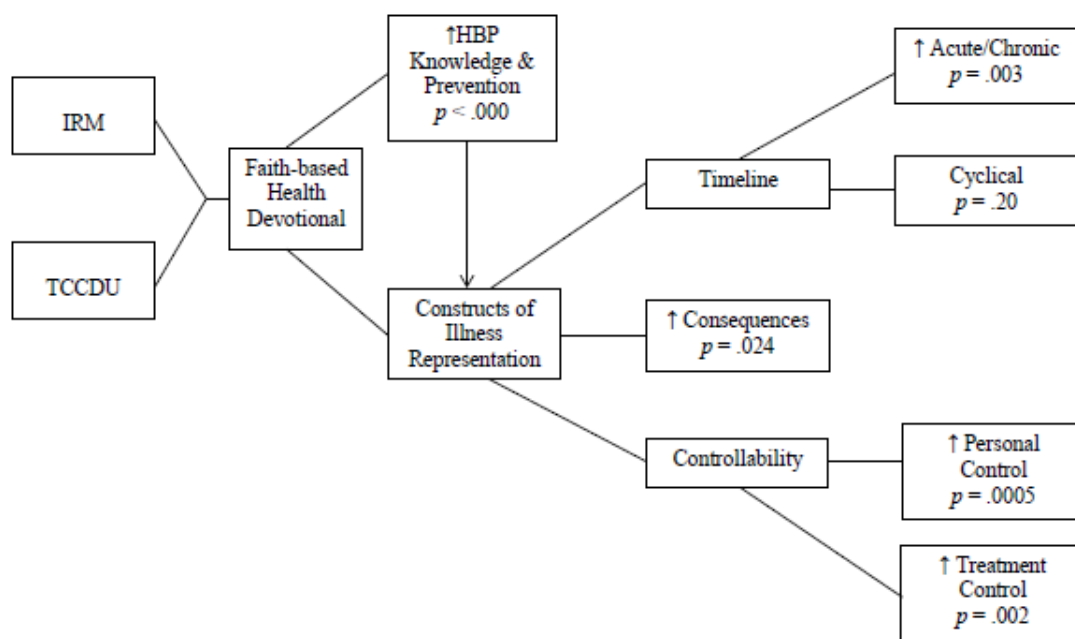 IRM
TCCDU
Faith-based
Health
Devotional
↑HBP
Knowledge &
Prevention
p < .000
Constructs of
Illness
Representation
Timeline
↑ Acute/Chronic
p = .003
Cyclical
p = .20
↑ Consequences
p = .024
Controllability
↑ Personal
Control
p = .0005
↑ Treatment
Control
p = .002